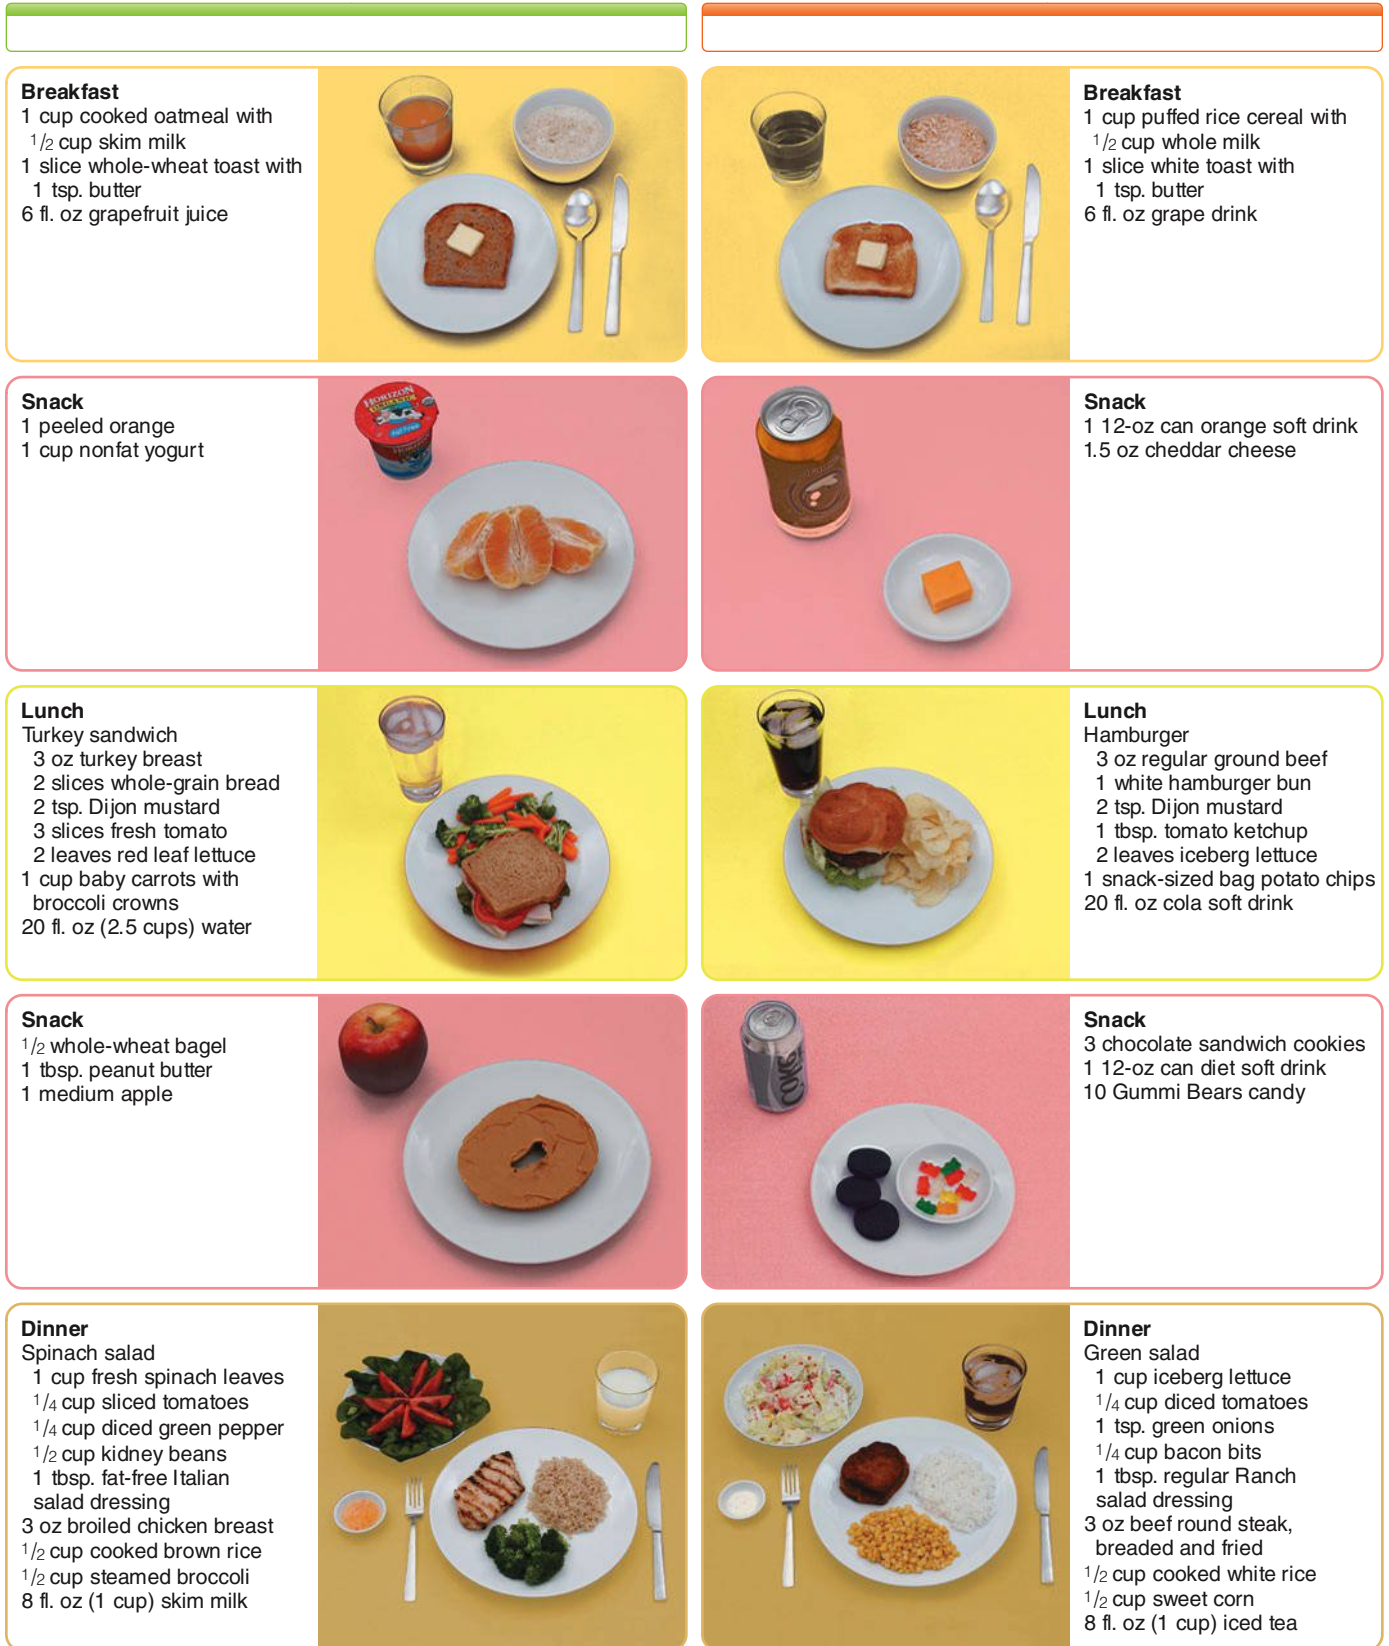 Breakfast
1 cup cooked oatmeal with
1/2 cup skim milk
1 slice whole-wheat toast with
1 tsp. butter
6 fl. oz grapefruit juice
Breakfast
1 cup puffed rice cereal with
1/2 cup whole milk
1 slice white toast with
1 tsp. butter
6 fl. oz grape drink
Snack
1 peeled orange
1 cup nonfat yogurt
HORIZON
ORGANIC
Snack
1 12-oz can orange soft drink
1.5 oz cheddar cheese
Lunch
Turkey sandwich
3 oz turkey breast
2 slices whole-grain bread
2 tsp. Dijon mustard
3 slices fresh tomato
2 leaves red leaf lettuce
1 cup baby carrots with
broccoli crowns
20 fl. oz (2.5 cups) water
Lunch
Hamburger
3 oz regular ground beef
1 white hamburger bun
2 tsp. Dijon mustard
1 tbsp. tomato ketchup
2 leaves iceberg lettuce
1 snack-sized bag potato chips
20 fl. oz cola soft drink
Snack
1/2 whole-wheat bagel
1 tbsp. peanut butter
1 medium apple
Snack
3 chocolate sandwich cookies
1 12-oz can diet soft drink
10 Gummi Bears candy
COKE
Dinner
Spinach salad
1 cup fresh spinach leaves
1/4 cup sliced tomatoes
1/4 cup diced green pepper
1/2 cup kidney beans
1 tbsp. fat-free Italian
salad dressing
3 oz broiled chicken breast
1/2 cup cooked brown rice
1/2 cup steamed broccoli
8 fl. oz (1 cup) skim milk
Dinner
Green salad
1 cup iceberg lettuce
1/4 cup diced tomatoes
1 tsp. green onions
1/4 cup bacon bits
1 tbsp. regular Ranch
salad dressing
3 oz beef round steak,
breaded and fried
1/2 cup cooked white rice
1/2 cup sweet corn
8 fl. oz (1 cup) iced tea